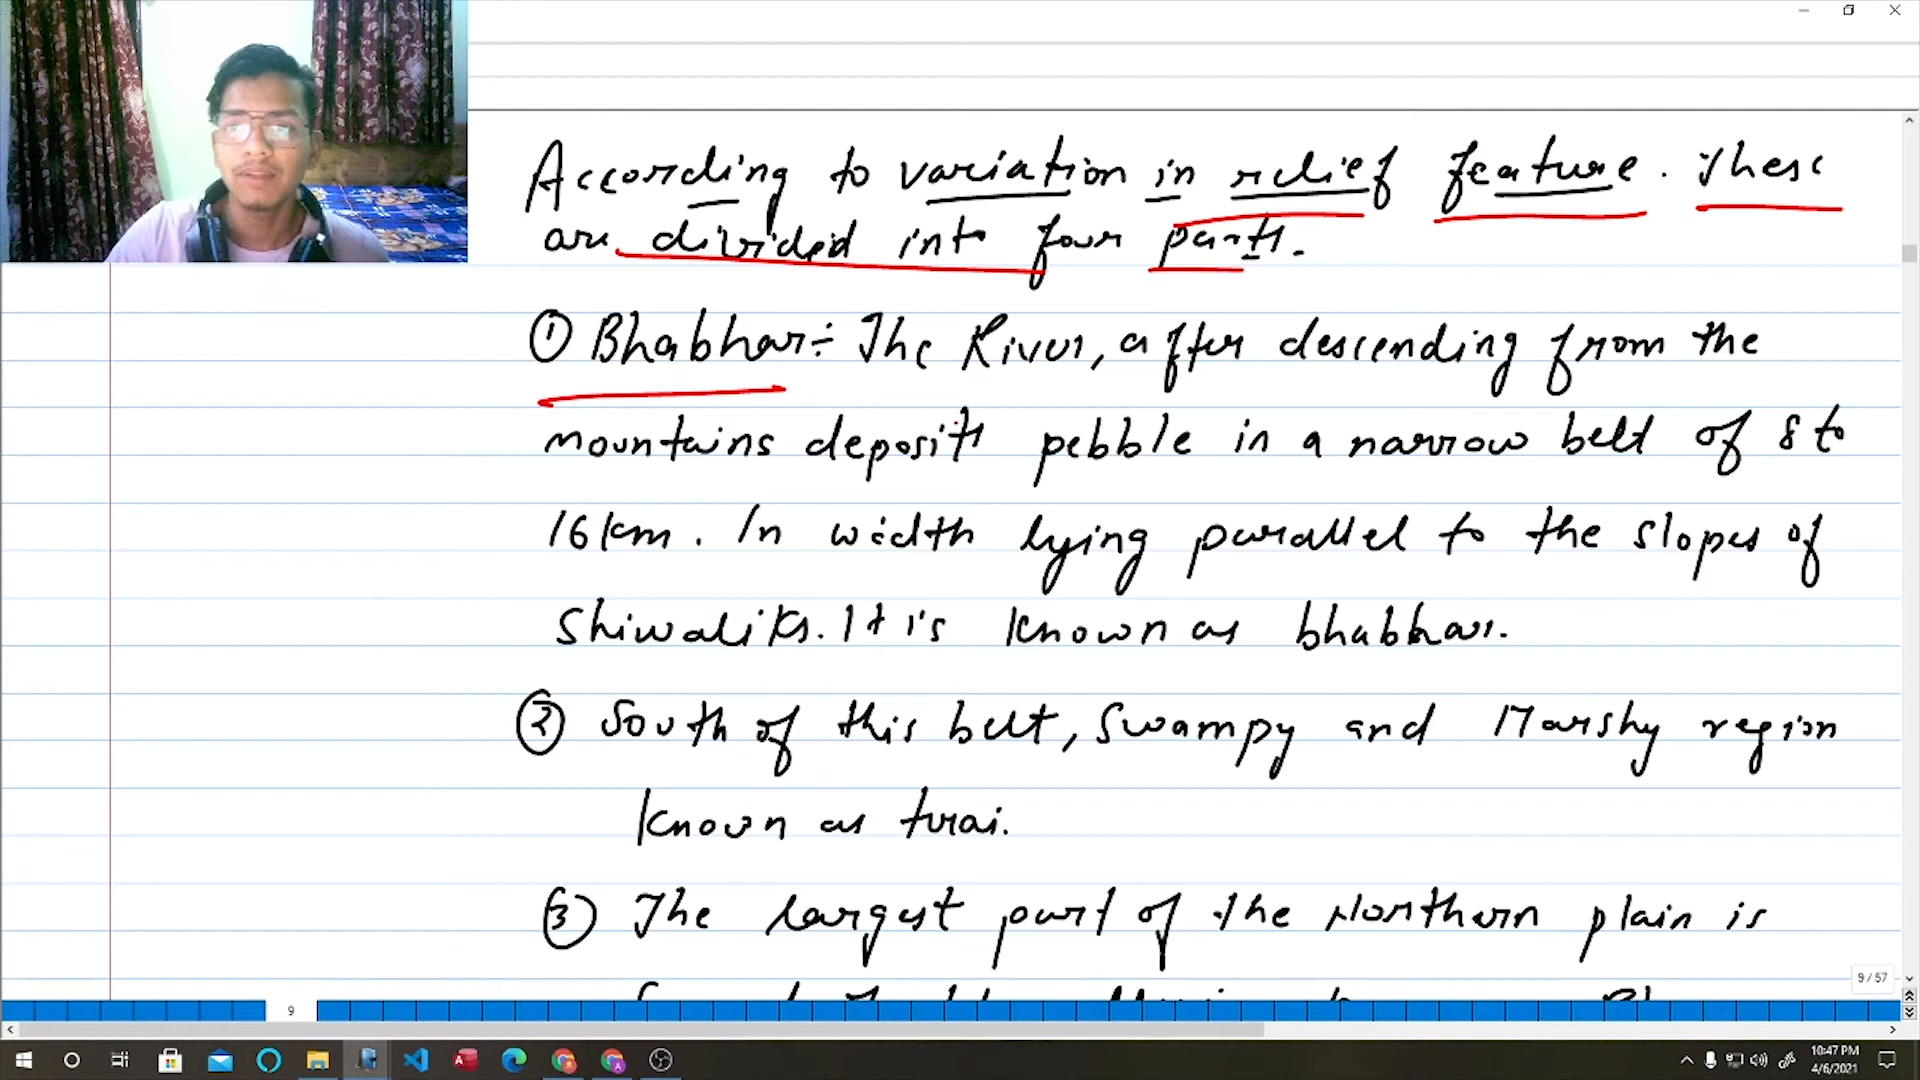 According to variation in relief feature. These
are divided into four parts.
① Bhabhar÷ The River, after descending from the
mountains deposits pebble in a narrow belt of 8 to
16 km. In width lying parallel to the slopes of
Shiwaliks. It is known as bhabhar.
② South of this belt, Swampy and Marshy region
known as terai.
③ The largest part of the Northern plain is
9 / 57
9
10:47 PM
4/6/2021